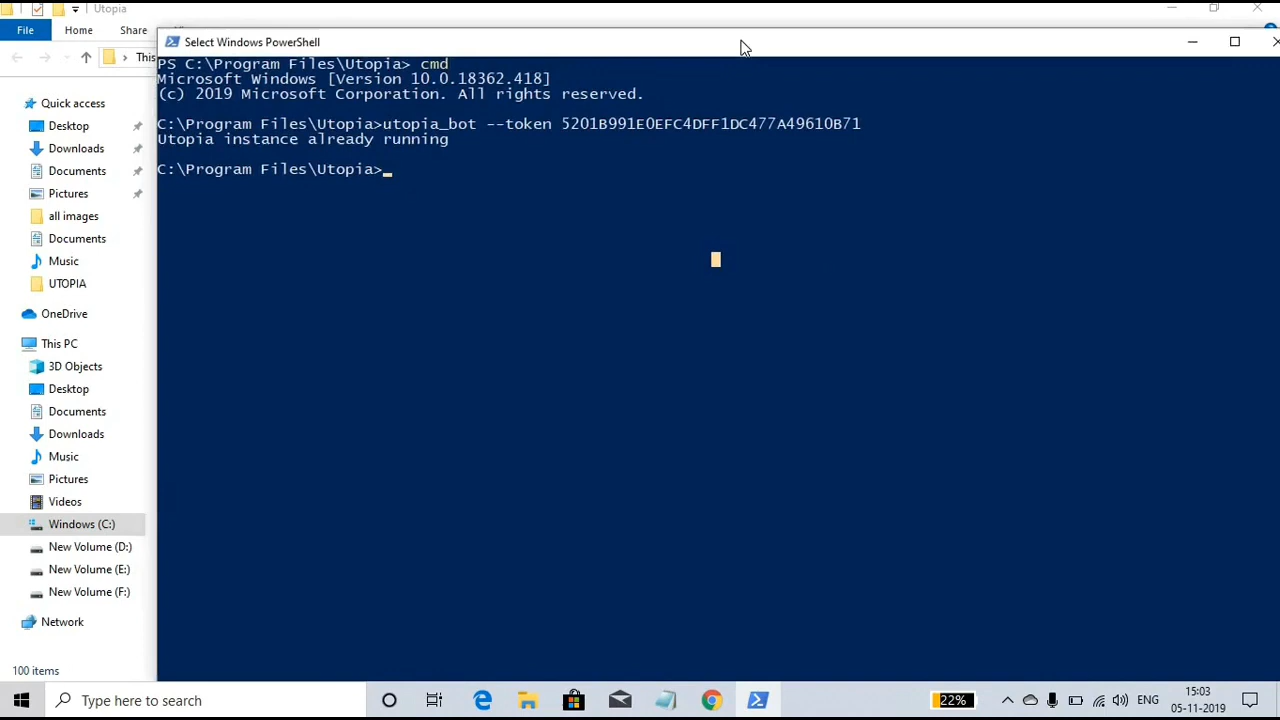 Utopia
File
Home
Share
This
Select Windows PowerShell
PS C:\Program Files\Utopia> cmd
Microsoft Windows [Version 10.0.18362.418]
(c) 2019 Microsoft Corporation. All rights reserved.
C:\Program Files\Utopia>utopia_bot --token 5201B991E0EFC4DFF1DC477A49610B71
Utopia instance already running
C:\Program Files\Utopia>
Quick access
Desktop
Downloads
Documents
Pictures
all images
Documents
Music
UTOPIA
OneDrive
This PC
3D Objects
Desktop
Documents
Downloads
Music
Pictures
Videos
Windows (C:)
New Volume (D:)
New Volume (E:)
New Volume (F:)
Network
100 items
Type here to search
22%
ENG
15:03
05-11-2019